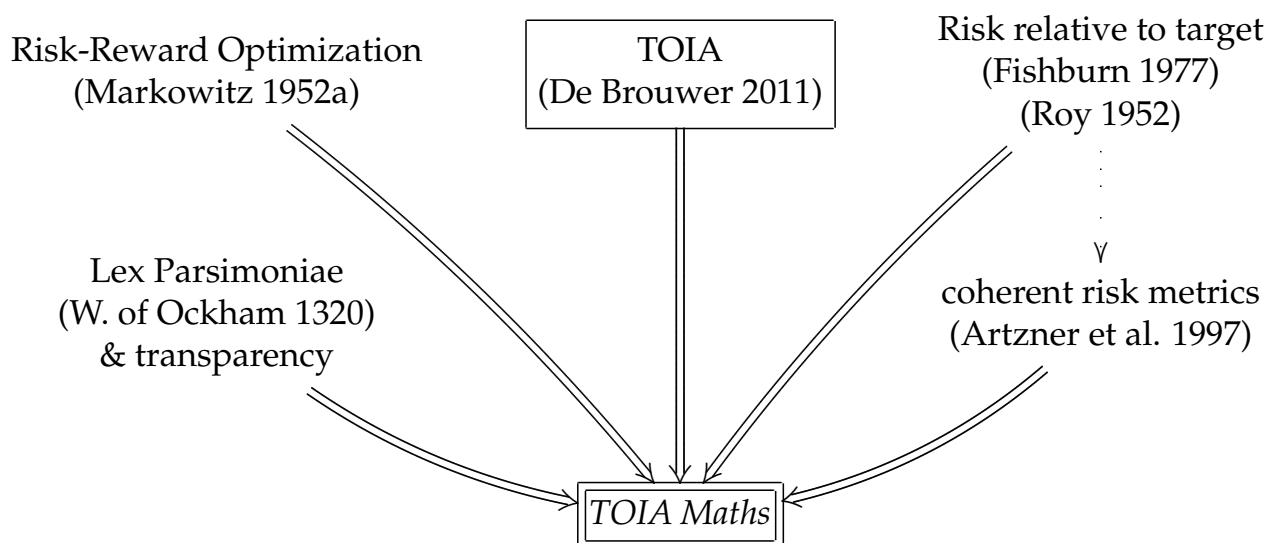 Risk-Reward Optimization
(Markowitz 1952a)
TOIA
(De Brouwer 2011)
Risk relative to target
(Fishburn 1977)
(Roy 1952)
Lex Parsimoniae
(W. of Ockham 1320)
& transparency
coherent risk metrics
(Artzner et al. 1997)
TOIA Maths